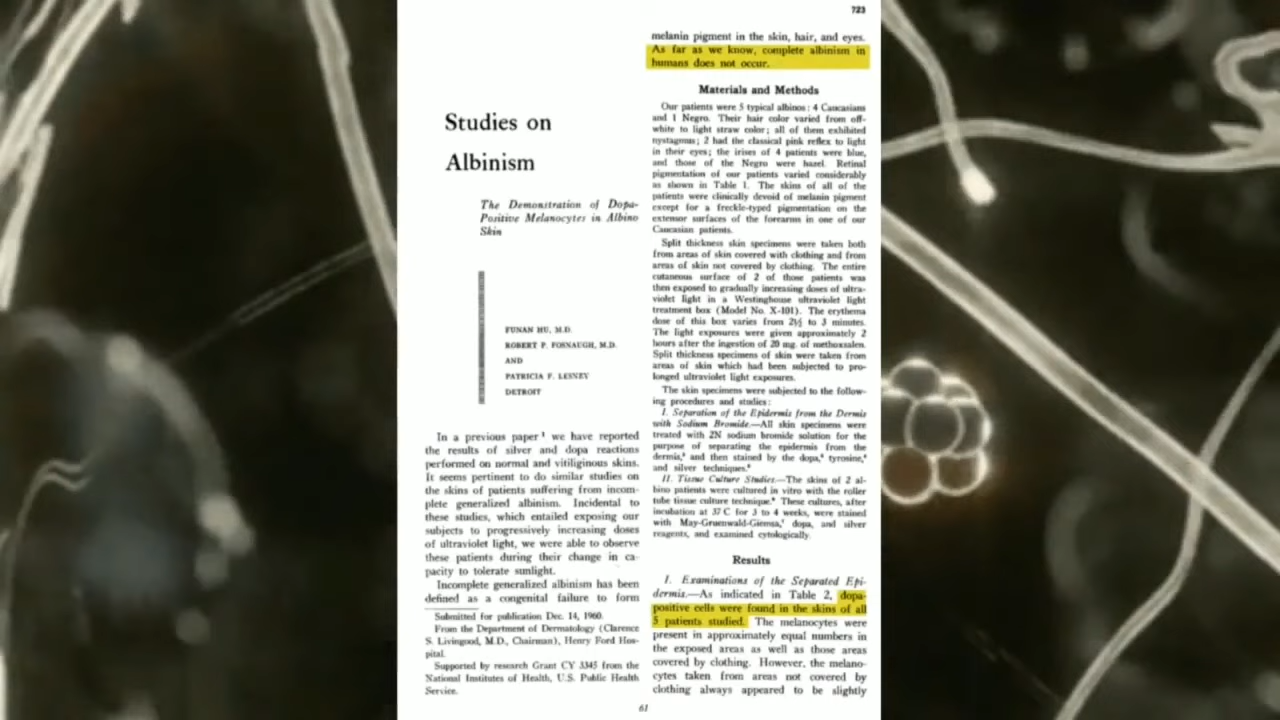 723
Studies on
Albinism
The Demonstration of Dopa-
Positive Melanocytes in Albino
Skin
FUNAN HU, M.D.
ROBERT P. FOSNAUGH, M.D.
AND
PATRICIA F. LESNEY
DETROIT
In a previous paper¹ we have reported
the results of silver and dopa reactions
performed on normal and vitiliginous skins.
It seems pertinent to do similar studies on
the skins of patients suffering from incom-
plete generalized albinism. Incidental to
these studies, which entailed exposing our
subjects to progressively increasing doses
of ultraviolet light, we were able to observe
these patients during their change in ca-
pacity to tolerate sunlight.
Incomplete generalized albinism has been
defined as a congenital failure to form
Submitted for publication Dec. 14, 1960.
From the Department of Dermatology (Clarence
S. Livingood, M.D., Chairman), Henry Ford Hos-
pital.
Supported by research Grant CY 3345 from the
National Institutes of Health, U.S. Public Health
Service.
melanin pigment in the skin, hair, and eyes.
As far as we know, complete albinism in
humans does not occur.
Materials and Methods
Our patients were 5 typical albinos: 4 Caucasians
and 1 Negro. Their hair color varied from off-
white to light straw color; all of them exhibited
nystagmus; 2 had the classical pink reflex to light
in their eyes; the irises of 4 patients were blue,
and those of the Negro were hazel. Retinal
pigmentation of our patients varied considerably
as shown in Table 1. The skins of all of the
patients were clinically devoid of melanin pigment
except for a freckle-typed pigmentation on the
extensor surfaces of the forearms in one of our
Caucasian patients.
Split thickness skin specimens were taken both
from areas of skin covered with clothing and from
areas of skin not covered by clothing. The entire
cutaneous surface of 2 of those patients was
then exposed to gradually increasing doses of ultra-
violet light in a Westinghouse ultraviolet light
treatment box (Model No. X-101). The erythema
dose of this box varies from 2½ to 3 minutes.
The light exposures were given approximately 2
hours after the ingestion of 20 mg. of methoxsalen.
Split thickness specimens of skin were taken from
areas of skin which had been subjected to pro-
longed ultraviolet light exposures.
The skin specimens were subjected to the follow-
ing procedures and studies:
I. Separation of the Epidermis from the Dermis
with Sodium Bromide.—All skin specimens were
treated with 2N sodium bromide solution for the
purpose of separating the epidermis from the
dermis, and then stained by the dopa, tyrosine,
and silver techniques.
II. Tissue Culture Studies.—The skins of 2 al-
bino patients were cultured in vitro with the roller
tube tissue culture technique. These cultures, after
incubation at 37 C for 3 to 4 weeks, were stained
with May-Gruenwald-Giemsa, dopa, and silver
reagents, and examined cytologically.
Results
I. Examinations of the Separated Epi-
dermis.—As indicated in Table 2, dopa-
positive cells were found in the skins of all
5 patients studied. The melanocytes were
present in approximately equal numbers in
the exposed areas as well as those areas
covered by clothing. However, the melano-
cytes taken from areas not covered by
clothing always appeared to be slightly
61